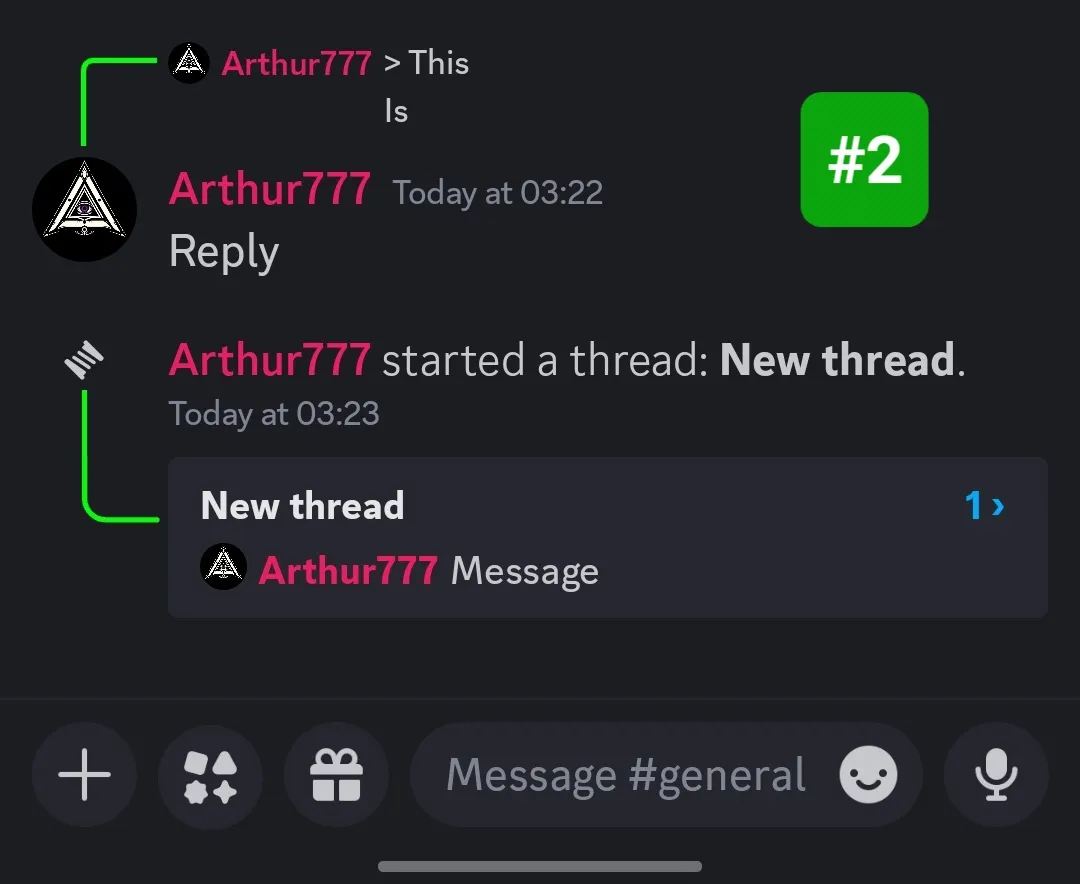 Arthur777 > This
Is
#2
Arthur777 Today at 03:22
Reply
Arthur777 started a thread: New thread.
Today at 03:23
New thread 1 ›
Arthur777 Message
Message #general